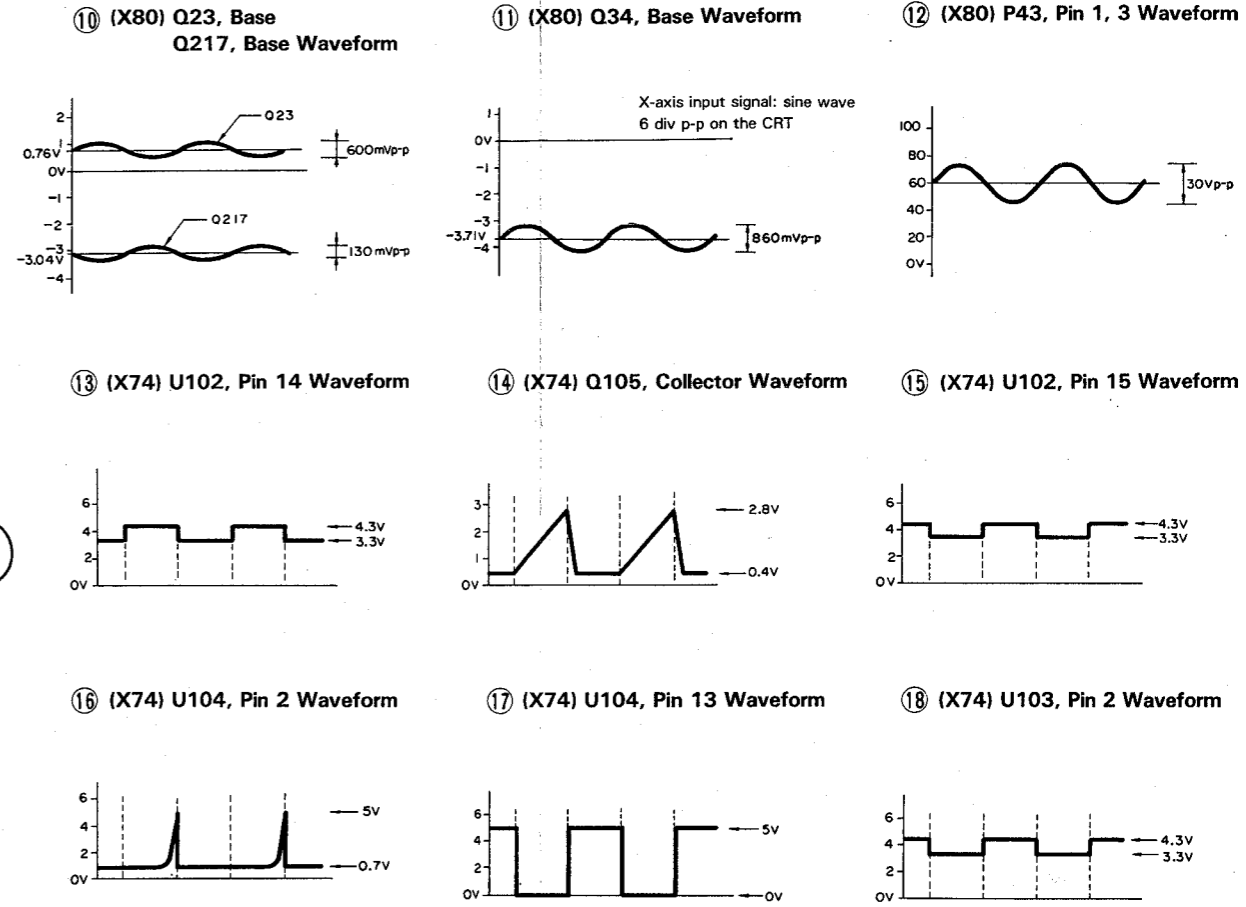 ⑩ (X80) Q23, Base
Q217, Base Waveform
2
1
0.76V
0V
-1
-2
-3
-3.04V
-4
Q23
600mVp-p
Q217
130mVp-p
⑪ (X80) Q34, Base Waveform
X-axis input signal: sine wave
6 div p-p on the CRT
1
0V
-1
-2
-3
-3.71V
-4
860mVp-p
⑫ (X80) P43, Pin 1, 3 Waveform
100
80
60
40
20
0V
30Vp-p
⑬ (X74) U102, Pin 14 Waveform
6
4
2
0V
4.3V
3.3V
⑭ (X74) Q105, Collector Waveform
3
2
1
0V
2.8V
0.4V
⑮ (X74) U102, Pin 15 Waveform
6
4
2
0V
4.3V
3.3V
⑯ (X74) U104, Pin 2 Waveform
6
4
2
0V
5V
0.7V
⑰ (X74) U104, Pin 13 Waveform
6
4
2
0V
5V
0V
⑱ (X74) U103, Pin 2 Waveform
6
4
2
0V
4.3V
3.3V